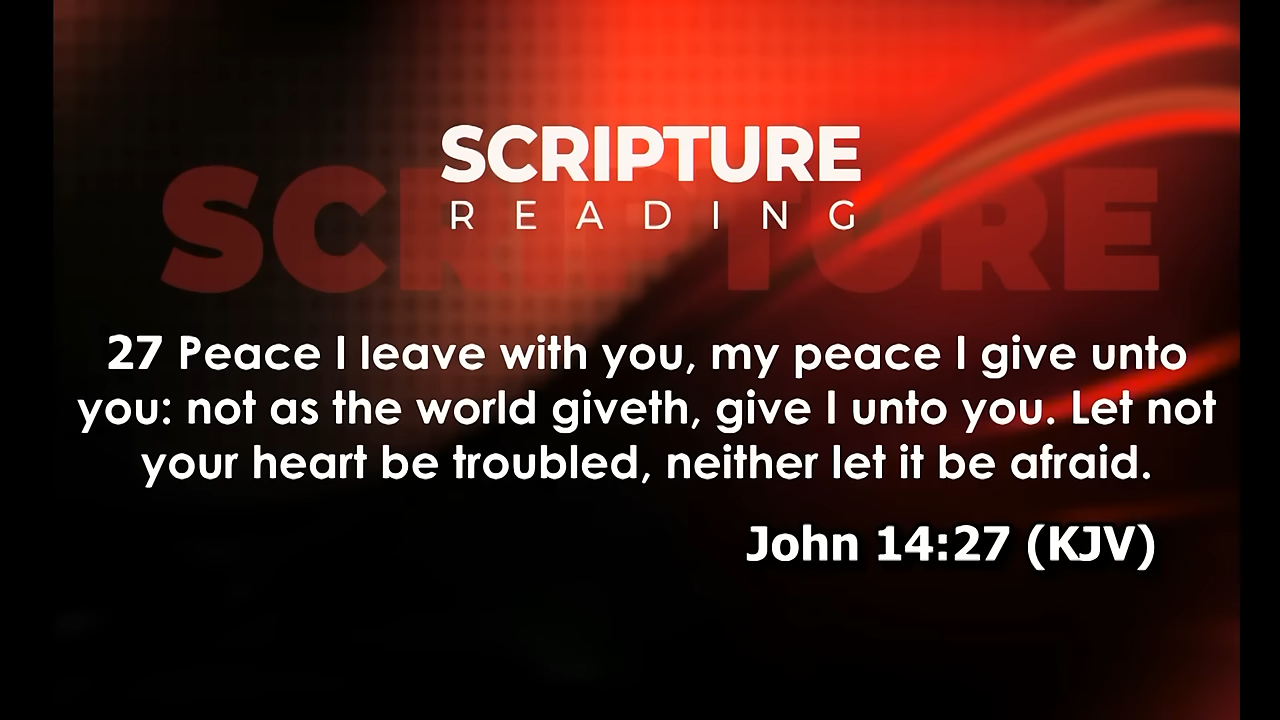 SCRIPTURE
SCRIPTURE
READING
27 Peace I leave with you, my peace I give unto
you: not as the world giveth, give I unto you. Let not
your heart be troubled, neither let it be afraid.
John 14:27 (KJV)